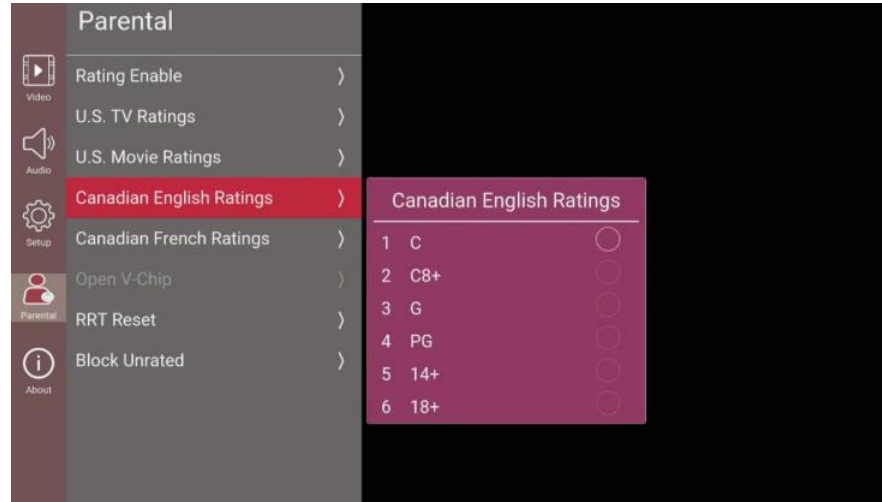 Parental
Video
Audio
Setup
Parental
About
Rating Enable
U.S. TV Ratings
U.S. Movie Ratings
Canadian English Ratings
Canadian French Ratings
Open V-Chip
RRT Reset
Block Unrated
Canadian English Ratings
1 C
2 C8+
3 G
4 PG
5 14+
6 18+